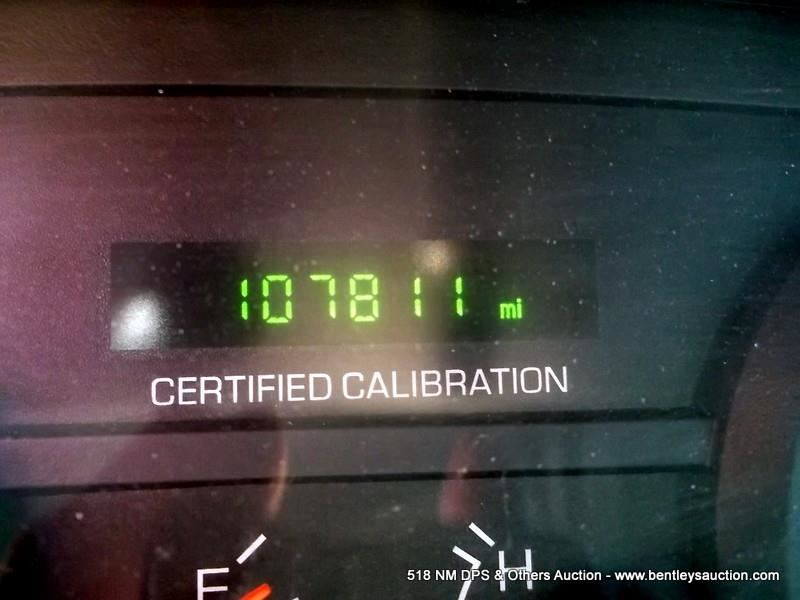 107811 mi
CERTIFIED CALIBRATION
F H
518 NM DPS & Others Auction - www.bentleysauction.com